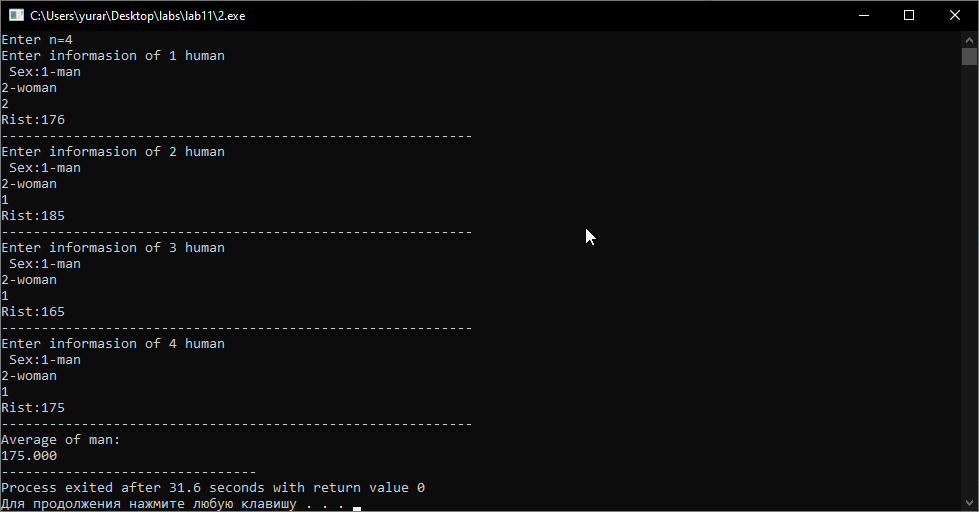 C:\Users\yurar\Desktop\labs\lab11\2.exe
Enter n=4
Enter informasion of 1 human
Sex:1-man
2-woman
2
Rist:176
-----------------------------------------------------------
Enter informasion of 2 human
Sex:1-man
2-woman
1
Rist:185
-----------------------------------------------------------
Enter informasion of 3 human
Sex:1-man
2-woman
1
Rist:165
-----------------------------------------------------------
Enter informasion of 4 human
Sex:1-man
2-woman
1
Rist:175
-----------------------------------------------------------
Average of man:
175.000
--------------------------------
Process exited after 31.6 seconds with return value 0
Для продолжения нажмите любую клавишу . . .